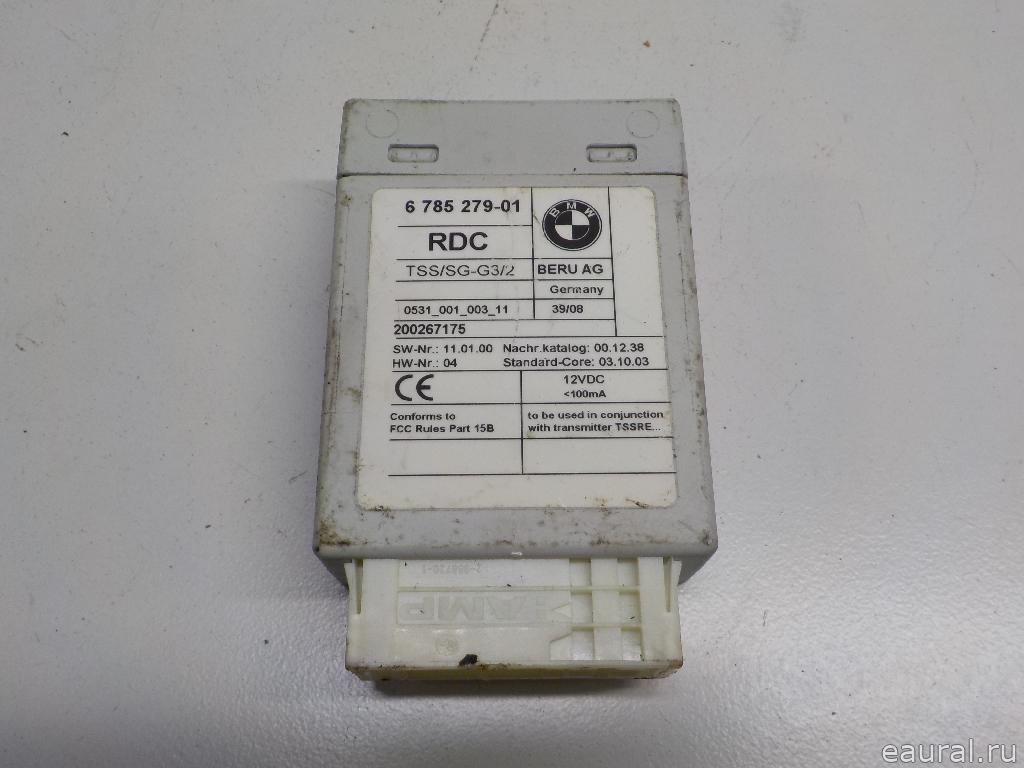 6 785 279-01
BMW
RDC
TSS/SG-G3/2
BERU AG
Germany
0531_001_003_11
39/08
200267175
SW-Nr.: 11.01.00 Nachr.katalog: 00.12.38
HW-Nr.: 04 Standard-Core: 03.10.03
CE
12VDC
<100mA
Conforms to
FCC Rules Part 15B
to be used in conjunction
with transmitter TSSRE...
AMP
eaural.ru